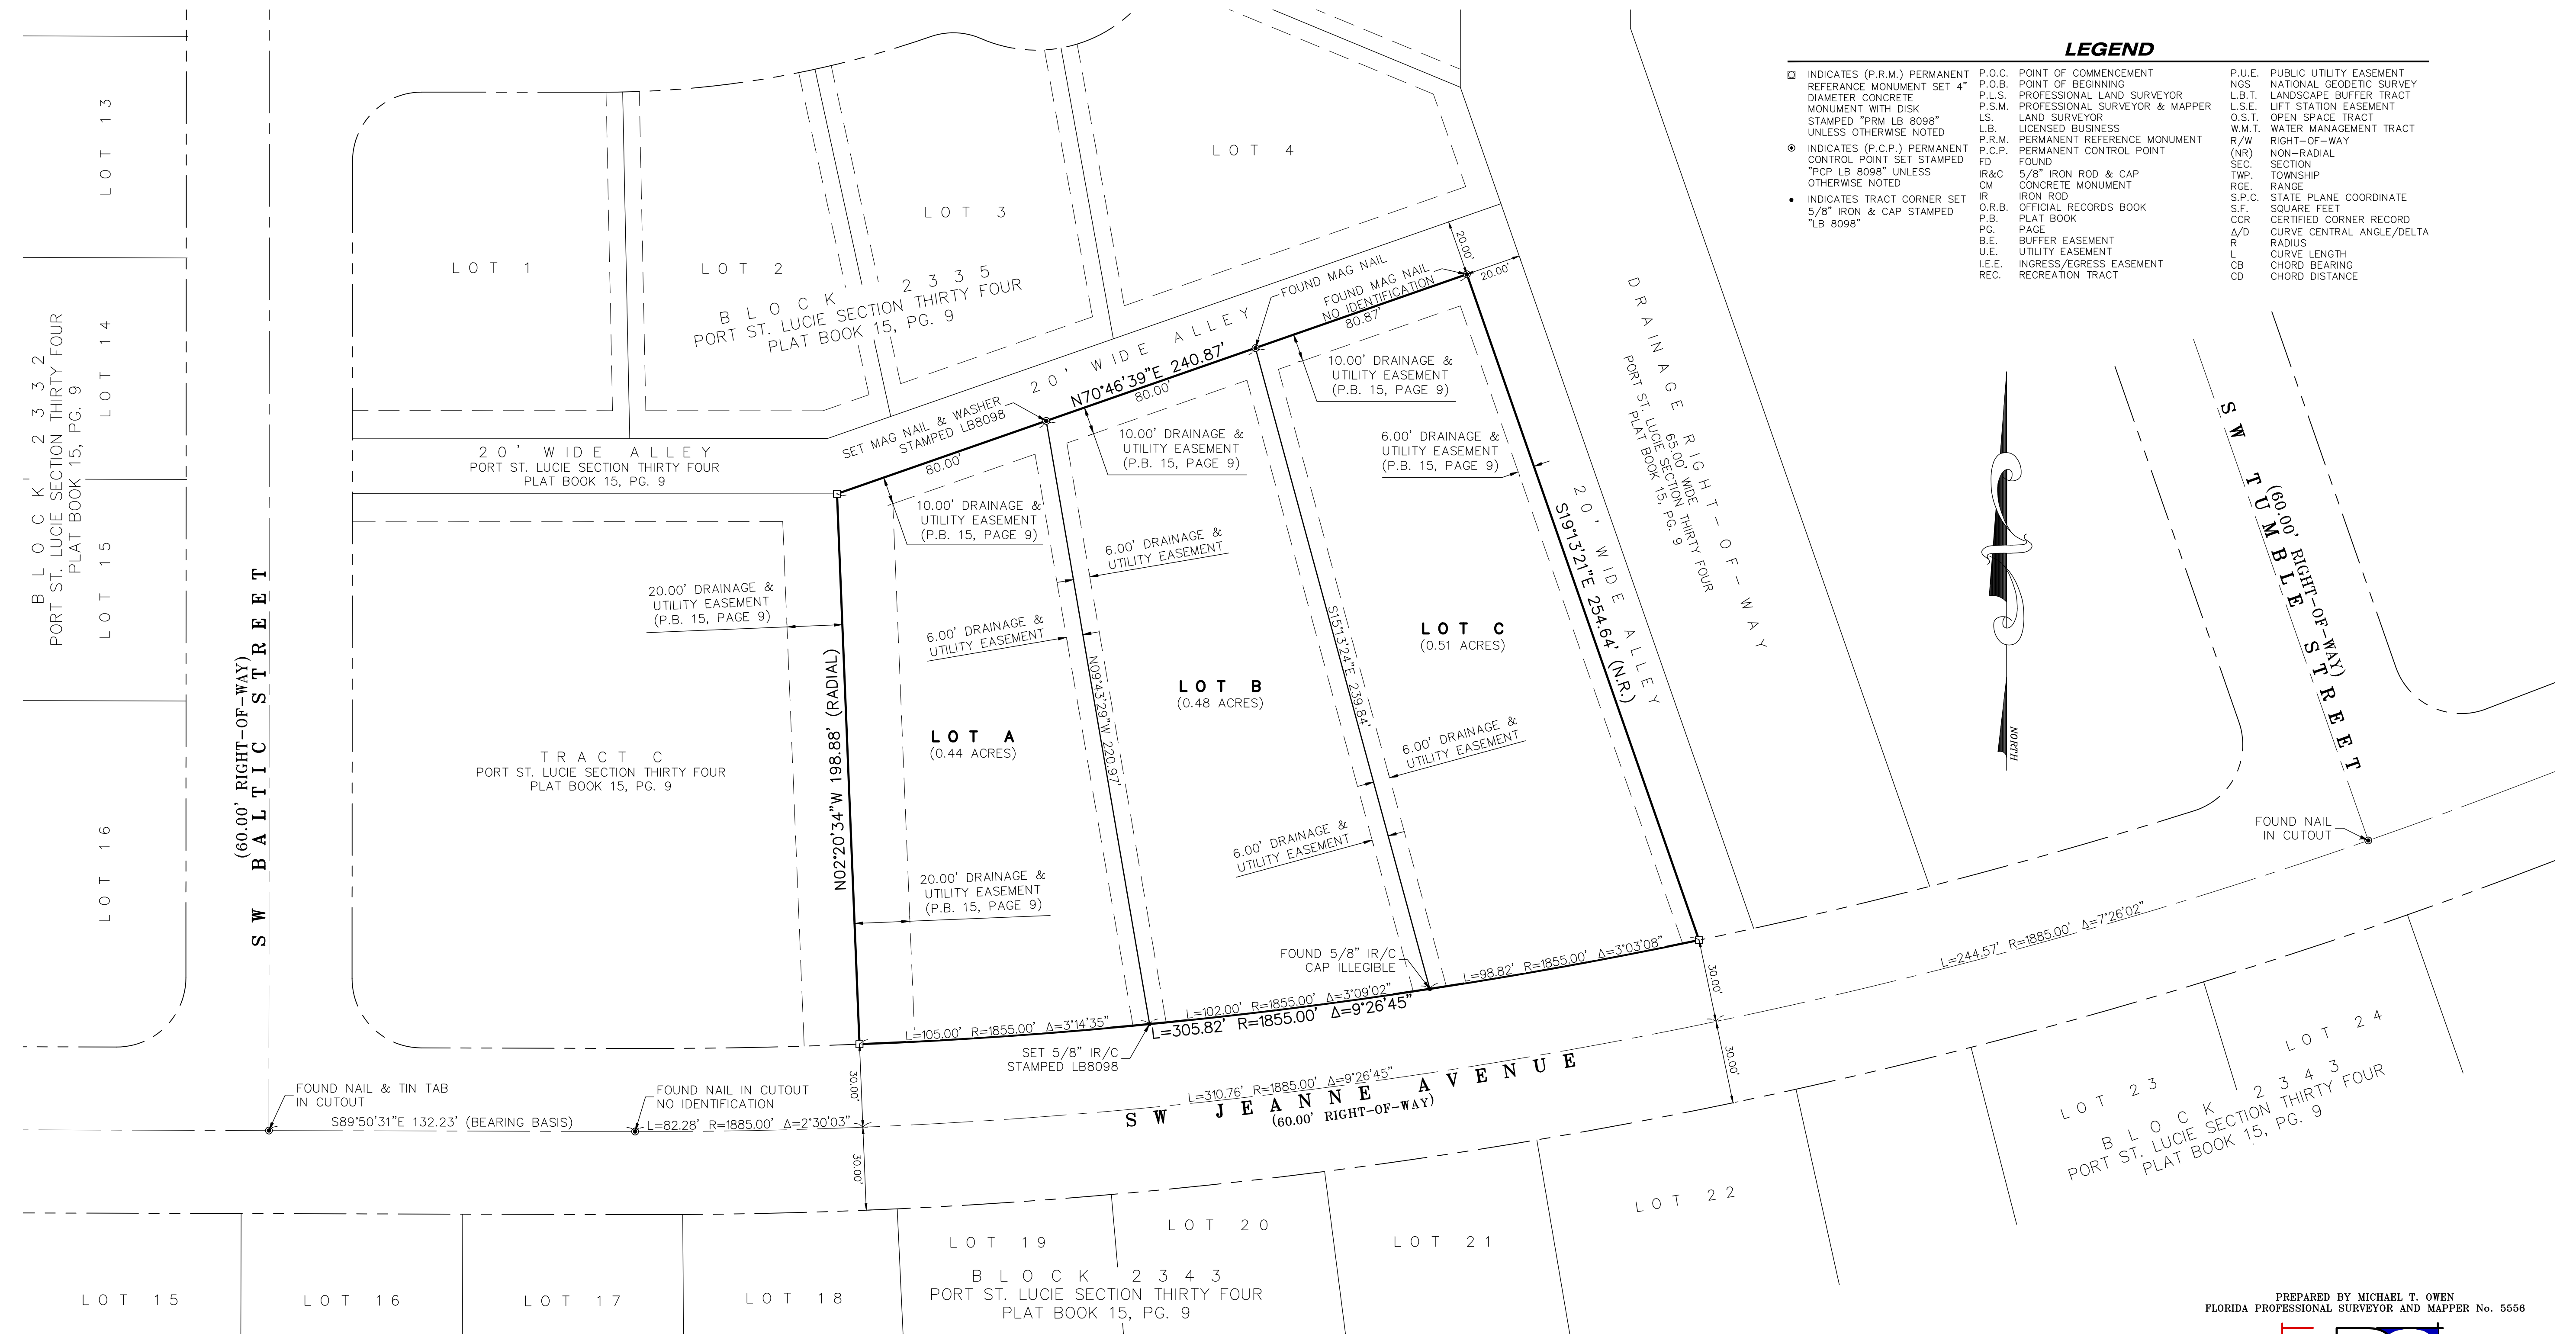 LEGEND
INDICATES (P.R.M.) PERMANENT
REFERANCE MONUMENT SET 4"
DIAMETER CONCRETE
MONUMENT WITH DISK
STAMPED "PRM LB 8098"
UNLESS OTHERWISE NOTED
INDICATES (P.C.P.) PERMANENT
CONTROL POINT SET STAMPED
"PCP LB 8098" UNLESS
OTHERWISE NOTED
INDICATES TRACT CORNER SET
5/8" IRON & CAP STAMPED
"LB 8098"
P.O.C. POINT OF COMMENCEMENT
P.O.B. POINT OF BEGINNING
P.L.S. PROFESSIONAL LAND SURVEYOR
P.S.M. PROFESSIONAL SURVEYOR & MAPPER
LS. LAND SURVEYOR
L.B. LICENSED BUSINESS
P.R.M. PERMANENT REFERENCE MONUMENT
P.C.P. PERMANENT CONTROL POINT
FD FOUND
IR&C 5/8" IRON ROD & CAP
CM CONCRETE MONUMENT
IR IRON ROD
O.R.B. OFFICIAL RECORDS BOOK
P.B. PLAT BOOK
PG. PAGE
B.E. BUFFER EASEMENT
U.E. UTILITY EASEMENT
I.E.E. INGRESS/EGRESS EASEMENT
REC. RECREATION TRACT
P.U.E. PUBLIC UTILITY EASEMENT
NGS NATIONAL GEODETIC SURVEY
L.B.T. LANDSCAPE BUFFER TRACT
L.S.E. LIFT STATION EASEMENT
O.S.T. OPEN SPACE TRACT
W.M.T. WATER MANAGEMENT TRACT
R/W RIGHT-OF-WAY
(NR) NON-RADIAL
SEC. SECTION
TWP. TOWNSHIP
RGE. RANGE
S.P.C. STATE PLANE COORDINATE
S.F. SQUARE FEET
CCR CERTIFIED CORNER RECORD
Δ/D CURVE CENTRAL ANGLE/DELTA
R RADIUS
L CURVE LENGTH
CB CHORD BEARING
CD CHORD DISTANCE
LOT 13
LOT 14
LOT 15
LOT 16
BLOCK 2332
PORT ST. LUCIE SECTION THIRTY FOUR
PLAT BOOK 15, PG. 9
SW BALTIC STREET
(60.00' RIGHT-OF-WAY)
LOT 1
LOT 2
LOT 3
LOT 4
BLOCK 2335
PORT ST. LUCIE SECTION THIRTY FOUR
PLAT BOOK 15, PG. 9
20' WIDE ALLEY
PORT ST. LUCIE SECTION THIRTY FOUR
PLAT BOOK 15, PG. 9
20' WIDE ALLEY
FOUND MAG NAIL
FOUND MAG NAIL
NO IDENTIFICATION
20.00'
20.00'
SET MAG NAIL & WASHER
STAMPED LB8098
N70°46'39"E 240.87'
80.00'
80.00'
80.87'
10.00' DRAINAGE &
UTILITY EASEMENT
(P.B. 15, PAGE 9)
10.00' DRAINAGE &
UTILITY EASEMENT
(P.B. 15, PAGE 9)
10.00' DRAINAGE &
UTILITY EASEMENT
(P.B. 15, PAGE 9)
6.00' DRAINAGE &
UTILITY EASEMENT
(P.B. 15, PAGE 9)
6.00' DRAINAGE &
UTILITY EASEMENT
6.00' DRAINAGE &
UTILITY EASEMENT
20.00' DRAINAGE &
UTILITY EASEMENT
(P.B. 15, PAGE 9)
6.00' DRAINAGE &
UTILITY EASEMENT
6.00' DRAINAGE &
UTILITY EASEMENT
20.00' DRAINAGE &
UTILITY EASEMENT
(P.B. 15, PAGE 9)
N02°20'34"W 198.88' (RADIAL)
N09°43'29"W 220.97'
S15°13'24"E 239.84'
S19°13'21"E 254.64' (N.R.)
20' WIDE ALLEY
DRAINAGE RIGHT-OF-WAY
65.00' WIDE
PORT ST. LUCIE SECTION THIRTY FOUR
PLAT BOOK 15, PG. 9
LOT A
(0.44 ACRES)
LOT B
(0.48 ACRES)
LOT C
(0.51 ACRES)
TRACT C
PORT ST. LUCIE SECTION THIRTY FOUR
PLAT BOOK 15, PG. 9
NORTH
SW TUMBLE STREET
(60.00' RIGHT-OF-WAY)
FOUND NAIL
IN CUTOUT
FOUND 5/8" IR/C
CAP ILLEGIBLE
L=105.00' R=1855.00' Δ=3°14'35"
L=102.00' R=1855.00' Δ=3°09'02"
L=98.82' R=1855.00' Δ=3°03'08"
L=305.82' R=1855.00' Δ=9°26'45"
L=244.57' R=1885.00' Δ=7°26'02"
SET 5/8" IR/C
STAMPED LB8098
L=310.76' R=1885.00' Δ=9°26'45"
SW JEANNE AVENUE
(60.00' RIGHT-OF-WAY)
30.00'
30.00'
30.00'
30.00'
FOUND NAIL & TIN TAB
IN CUTOUT
FOUND NAIL IN CUTOUT
NO IDENTIFICATION
S89°50'31"E 132.23' (BEARING BASIS)
L=82.28' R=1885.00' Δ=2°30'03"
LOT 15
LOT 16
LOT 17
LOT 18
LOT 19
LOT 20
LOT 21
LOT 22
LOT 23
LOT 24
BLOCK 2343
PORT ST. LUCIE SECTION THIRTY FOUR
PLAT BOOK 15, PG. 9
BLOCK 2343
PORT ST. LUCIE SECTION THIRTY FOUR
PLAT BOOK 15, PG. 9
PREPARED BY MICHAEL T. OWEN
FLORIDA PROFESSIONAL SURVEYOR AND MAPPER No. 5556